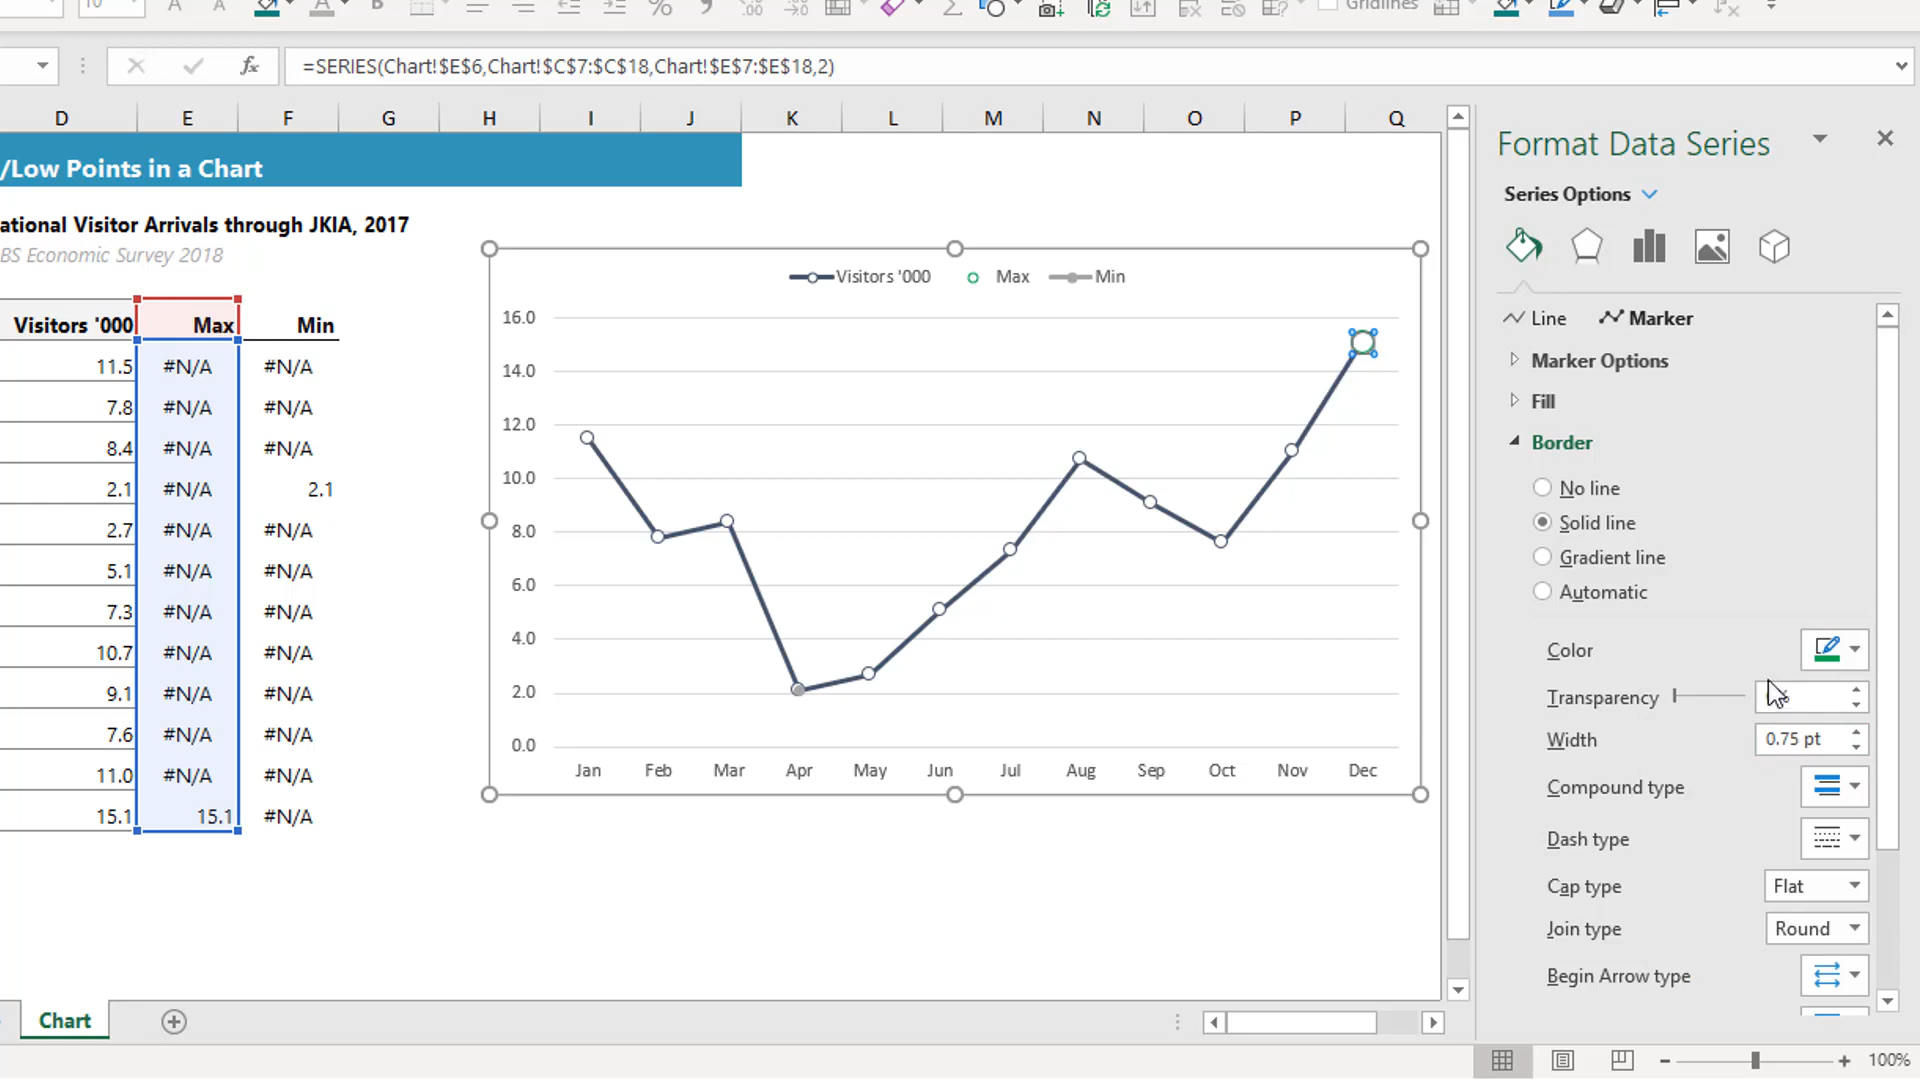 10
Gridlines
=SERIES(Chart!$E$6,Chart!$C$7:$C$18,Chart!$E$7:$E$18,2)
D E F G H I J K L M N O P Q
/Low Points in a Chart
ational Visitor Arrivals through JKIA, 2017
BS Economic Survey 2018
Visitors '000 Max Min
11.5 #N/A #N/A
7.8 #N/A #N/A
8.4 #N/A #N/A
2.1 #N/A 2.1
2.7 #N/A #N/A
5.1 #N/A #N/A
7.3 #N/A #N/A
10.7 #N/A #N/A
9.1 #N/A #N/A
7.6 #N/A #N/A
11.0 #N/A #N/A
15.1 15.1 #N/A
Visitors '000 Max Min
16.0
14.0
12.0
10.0
8.0
6.0
4.0
2.0
0.0
Jan Feb Mar Apr May Jun Jul Aug Sep Oct Nov Dec
Format Data Series
Series Options
Line Marker
Marker Options
Fill
Border
No line
Solid line
Gradient line
Automatic
Color
Transparency
Width 0.75 pt
Compound type
Dash type
Cap type Flat
Join type Round
Begin Arrow type
Chart
100%